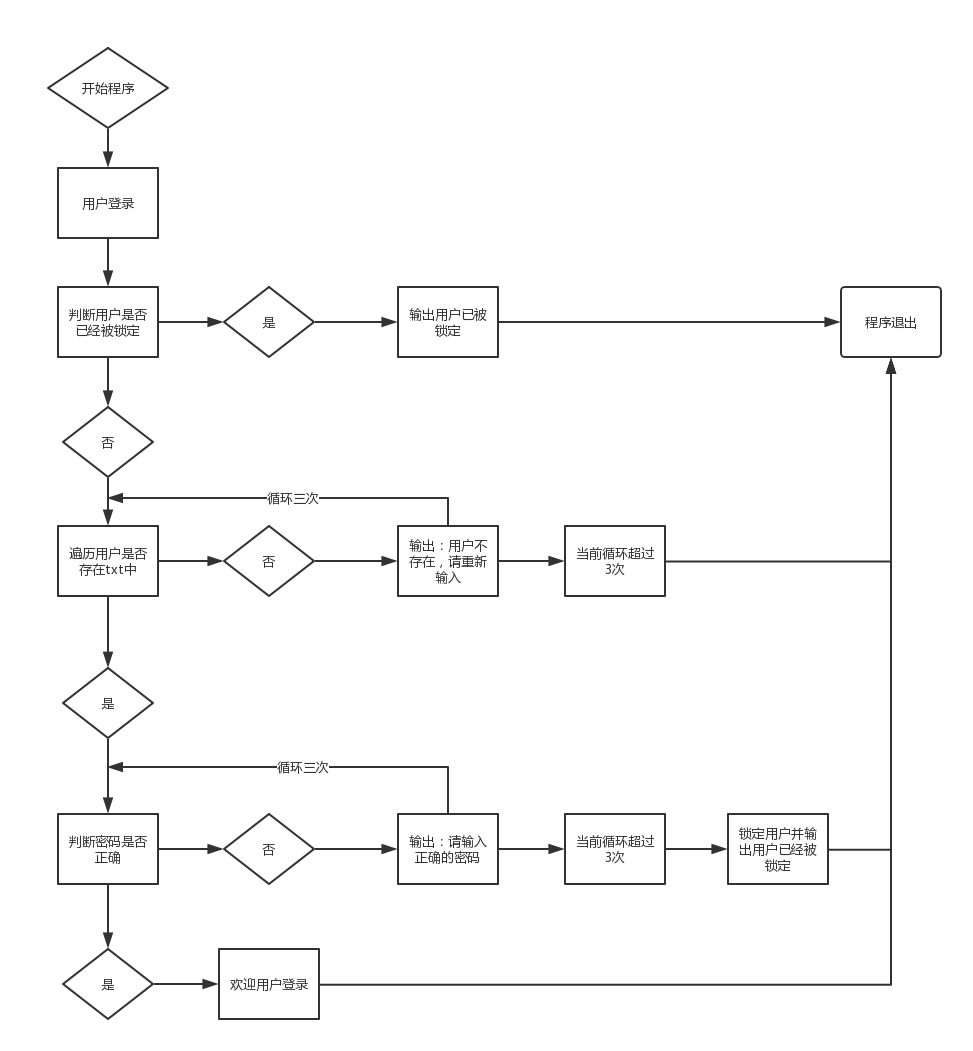 开始程序
用户登录
判断用户是否
已经被锁定
是
输出用户已被
锁定
程序退出
否
循环三次
遍历用户是否
存在txt中
否
输出：用户不
存在，请重新
输入
当前循环超过
3次
是
循环三次
判断密码是否
正确
否
输出：请输入
正确的密码
当前循环超过
3次
锁定用户并输
出用户已经被
锁定
是
欢迎用户登录